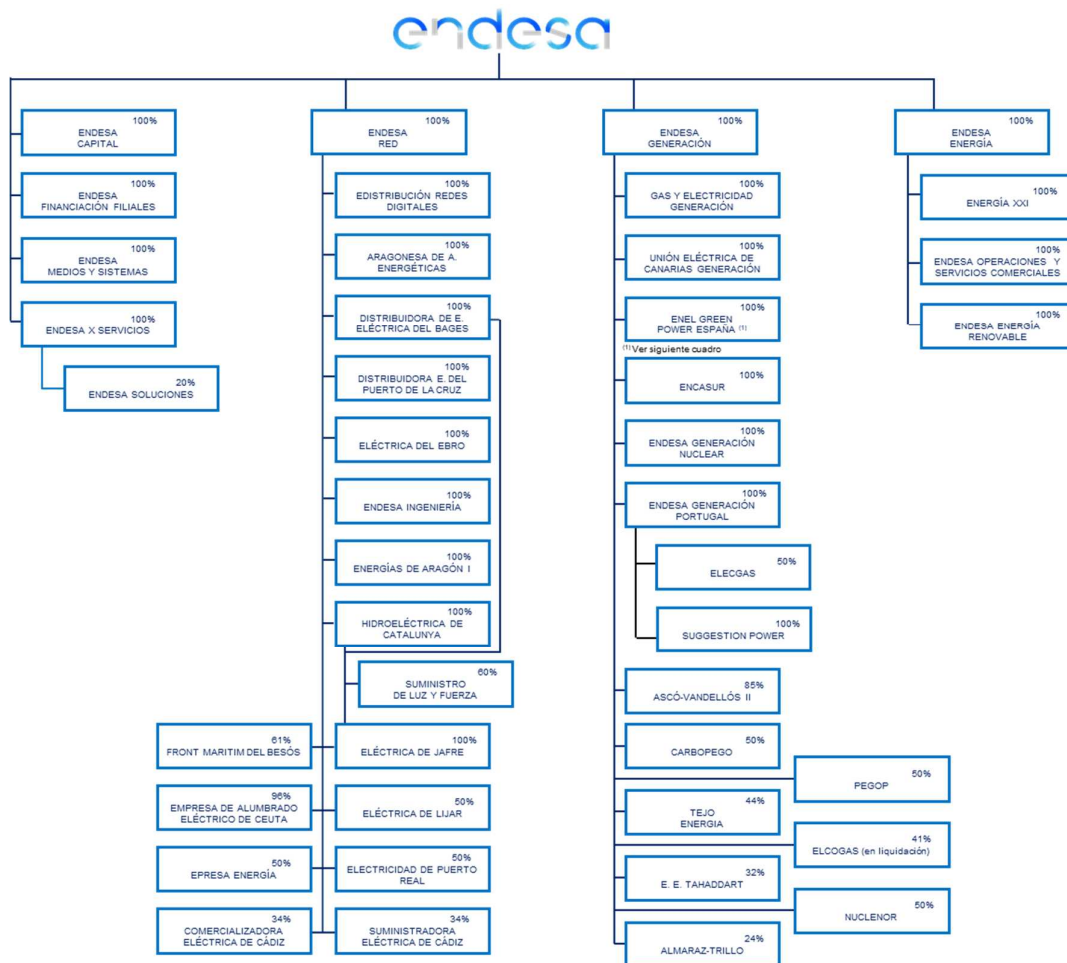 endesa
100%
ENDESA
CAPITAL
100%
ENDESA
FINANCIACIÓN FILIALES
100%
ENDESA
MEDIOS Y SISTEMAS
100%
ENDESA X SERVICIOS
20%
ENDESA SOLUCIONES
100%
ENDESA
RED
100%
EDISTRIBUCIÓN REDES
DIGITALES
100%
ARAGONESA DE A.
ENERGÉTICAS
100%
DISTRIBUIDORA DE E.
ELÉCTRICA DEL BAGES
100%
DISTRIBUIDORA E. DEL
PUERTO DE LA CRUZ
100%
ELÉCTRICA DEL EBRO
100%
ENDESA INGENIERÍA
100%
ENERGÍAS DE ARAGÓN I
100%
HIDROELÉCTRICA DE
CATALUNYA
60%
SUMINISTRO
DE LUZ Y FUERZA
61%
FRONT MARITIM DEL BESÓS
100%
ELÉCTRICA DE JAFRE
96%
EMPRESA DE ALUMBRADO
ELÉCTRICO DE CEUTA
50%
ELÉCTRICA DE LIJAR
50%
EPRESA ENERGÍA
50%
ELECTRICIDAD DE PUERTO
REAL
34%
COMERCIALIZADORA
ELÉCTRICA DE CÁDIZ
34%
SUMINISTRADORA
ELÉCTRICA DE CÁDIZ
100%
ENDESA
GENERACIÓN
100%
GAS Y ELECTRICIDAD
GENERACIÓN
100%
UNIÓN ELÉCTRICA DE
CANARIAS GENERACIÓN
100%
ENEL GREEN
POWER ESPAÑA (1)
(1) Ver siguiente cuadro
100%
ENCASUR
100%
ENDESA GENERACIÓN
NUCLEAR
100%
ENDESA GENERACIÓN
PORTUGAL
50%
ELECGAS
100%
SUGGESTION POWER
85%
ASCÓ-VANDELLÓS II
50%
CARBOPEGO
50%
PEGOP
44%
TEJO
ENERGIA
41%
ELCOGAS (en liquidación)
32%
E. E. TAHADDART
50%
NUCLENOR
24%
ALMARAZ-TRILLO
100%
ENDESA
ENERGÍA
100%
ENERGÍA XXI
100%
ENDESA OPERACIONES Y
SERVICIOS COMERCIALES
100%
ENDESA ENERGÍA
RENOVABLE